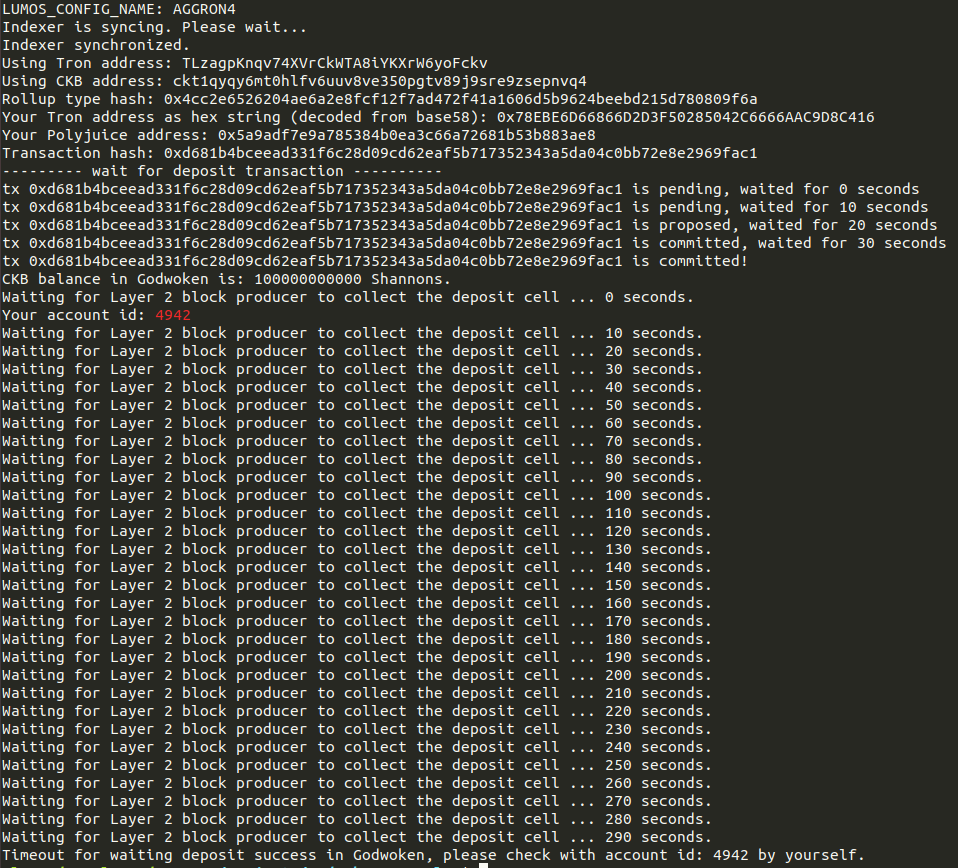 LUMOS_CONFIG_NAME: AGGRON4
Indexer is syncing. Please wait...
Indexer synchronized.
Using Tron address: TLzagpKnqv74XVrCkWTA8iYKXrW6yoFckv
Using CKB address: ckt1qyqy6mt0hlfv6uuv8ve350pgtv89j9sre9zsepnvq4
Rollup type hash: 0x4cc2e6526204ae6a2e8fcf12f7ad472f41a1606d5b9624beebd215d780809f6a
Your Tron address as hex string (decoded from base58): 0x78EBE6D66866D2D3F50285042C6666AAC9D8C416
Your Polyjuice address: 0x5a9adf7e9a785384b0ea3c66a72681b53b883ae8
Transaction hash: 0xd681b4bceead331f6c28d09cd62eaf5b717352343a5da04c0bb72e8e2969fac1
--------- wait for deposit transaction ----------
tx 0xd681b4bceead331f6c28d09cd62eaf5b717352343a5da04c0bb72e8e2969fac1 is pending, waited for 0 seconds
tx 0xd681b4bceead331f6c28d09cd62eaf5b717352343a5da04c0bb72e8e2969fac1 is pending, waited for 10 seconds
tx 0xd681b4bceead331f6c28d09cd62eaf5b717352343a5da04c0bb72e8e2969fac1 is proposed, waited for 20 seconds
tx 0xd681b4bceead331f6c28d09cd62eaf5b717352343a5da04c0bb72e8e2969fac1 is committed, waited for 30 seconds
tx 0xd681b4bceead331f6c28d09cd62eaf5b717352343a5da04c0bb72e8e2969fac1 is committed!
CKB balance in Godwoken is: 100000000000 Shannons.
Waiting for Layer 2 block producer to collect the deposit cell ... 0 seconds.
Your account id: 4942
Waiting for Layer 2 block producer to collect the deposit cell ... 10 seconds.
Waiting for Layer 2 block producer to collect the deposit cell ... 20 seconds.
Waiting for Layer 2 block producer to collect the deposit cell ... 30 seconds.
Waiting for Layer 2 block producer to collect the deposit cell ... 40 seconds.
Waiting for Layer 2 block producer to collect the deposit cell ... 50 seconds.
Waiting for Layer 2 block producer to collect the deposit cell ... 60 seconds.
Waiting for Layer 2 block producer to collect the deposit cell ... 70 seconds.
Waiting for Layer 2 block producer to collect the deposit cell ... 80 seconds.
Waiting for Layer 2 block producer to collect the deposit cell ... 90 seconds.
Waiting for Layer 2 block producer to collect the deposit cell ... 100 seconds.
Waiting for Layer 2 block producer to collect the deposit cell ... 110 seconds.
Waiting for Layer 2 block producer to collect the deposit cell ... 120 seconds.
Waiting for Layer 2 block producer to collect the deposit cell ... 130 seconds.
Waiting for Layer 2 block producer to collect the deposit cell ... 140 seconds.
Waiting for Layer 2 block producer to collect the deposit cell ... 150 seconds.
Waiting for Layer 2 block producer to collect the deposit cell ... 160 seconds.
Waiting for Layer 2 block producer to collect the deposit cell ... 170 seconds.
Waiting for Layer 2 block producer to collect the deposit cell ... 180 seconds.
Waiting for Layer 2 block producer to collect the deposit cell ... 190 seconds.
Waiting for Layer 2 block producer to collect the deposit cell ... 200 seconds.
Waiting for Layer 2 block producer to collect the deposit cell ... 210 seconds.
Waiting for Layer 2 block producer to collect the deposit cell ... 220 seconds.
Waiting for Layer 2 block producer to collect the deposit cell ... 230 seconds.
Waiting for Layer 2 block producer to collect the deposit cell ... 240 seconds.
Waiting for Layer 2 block producer to collect the deposit cell ... 250 seconds.
Waiting for Layer 2 block producer to collect the deposit cell ... 260 seconds.
Waiting for Layer 2 block producer to collect the deposit cell ... 270 seconds.
Waiting for Layer 2 block producer to collect the deposit cell ... 280 seconds.
Waiting for Layer 2 block producer to collect the deposit cell ... 290 seconds.
Timeout for waiting deposit success in Godwoken, please check with account id: 4942 by yourself.